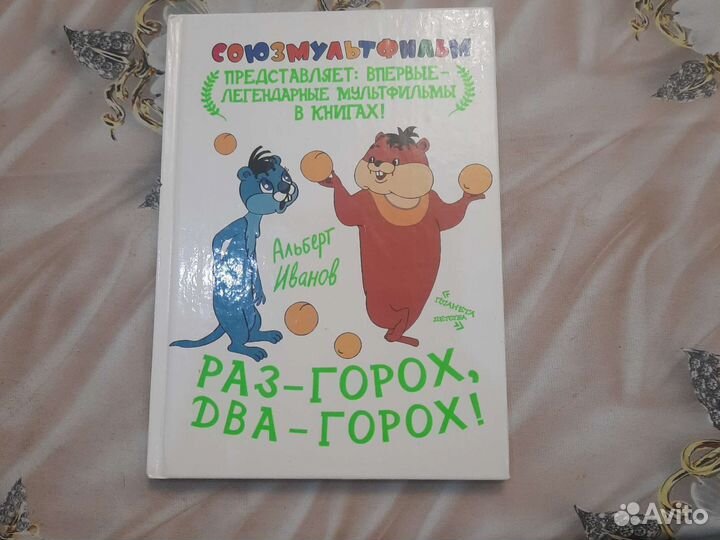 СОЮЗМУЛЬТФИЛЬМ
ПРЕДСТАВЛЯЕТ: ВПЕРВЫЕ –
ЛЕГЕНДАРНЫЕ МУЛЬТФИЛЬМЫ
В КНИГАХ!
Альберт
Иванов
«ПЛАНЕТА
ДЕТСТВА»
РАЗ-ГОРОХ,
ДВА-ГОРОХ!
Avito